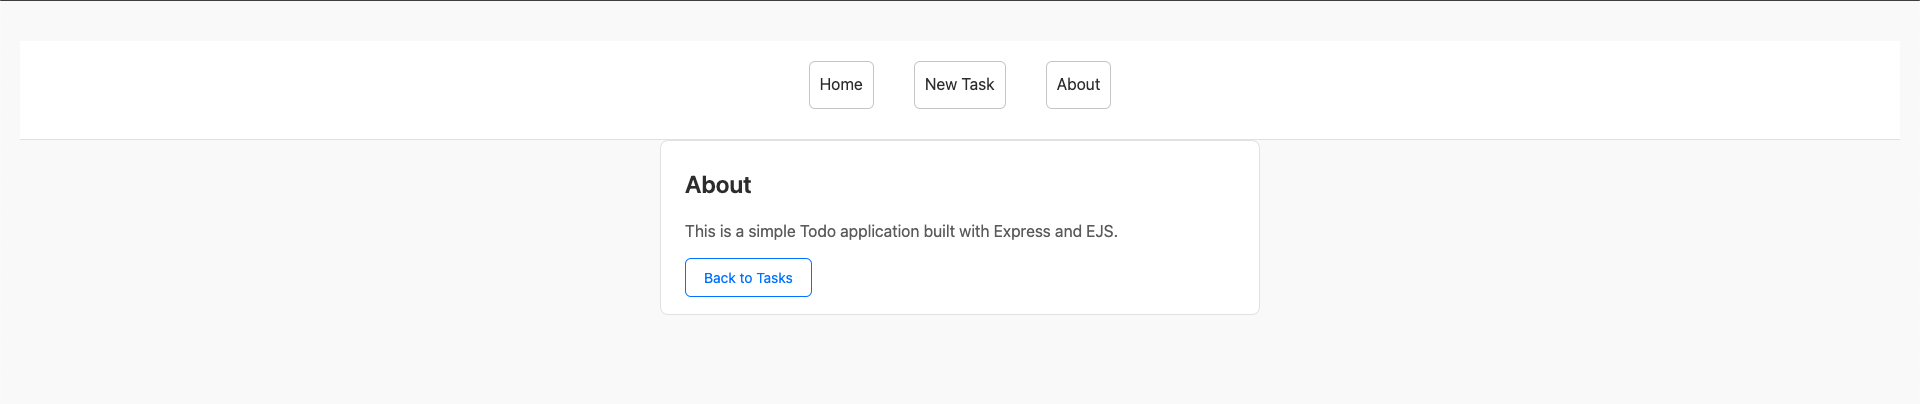 Home New Task About
About
This is a simple Todo application built with Express and EJS.
Back to Tasks